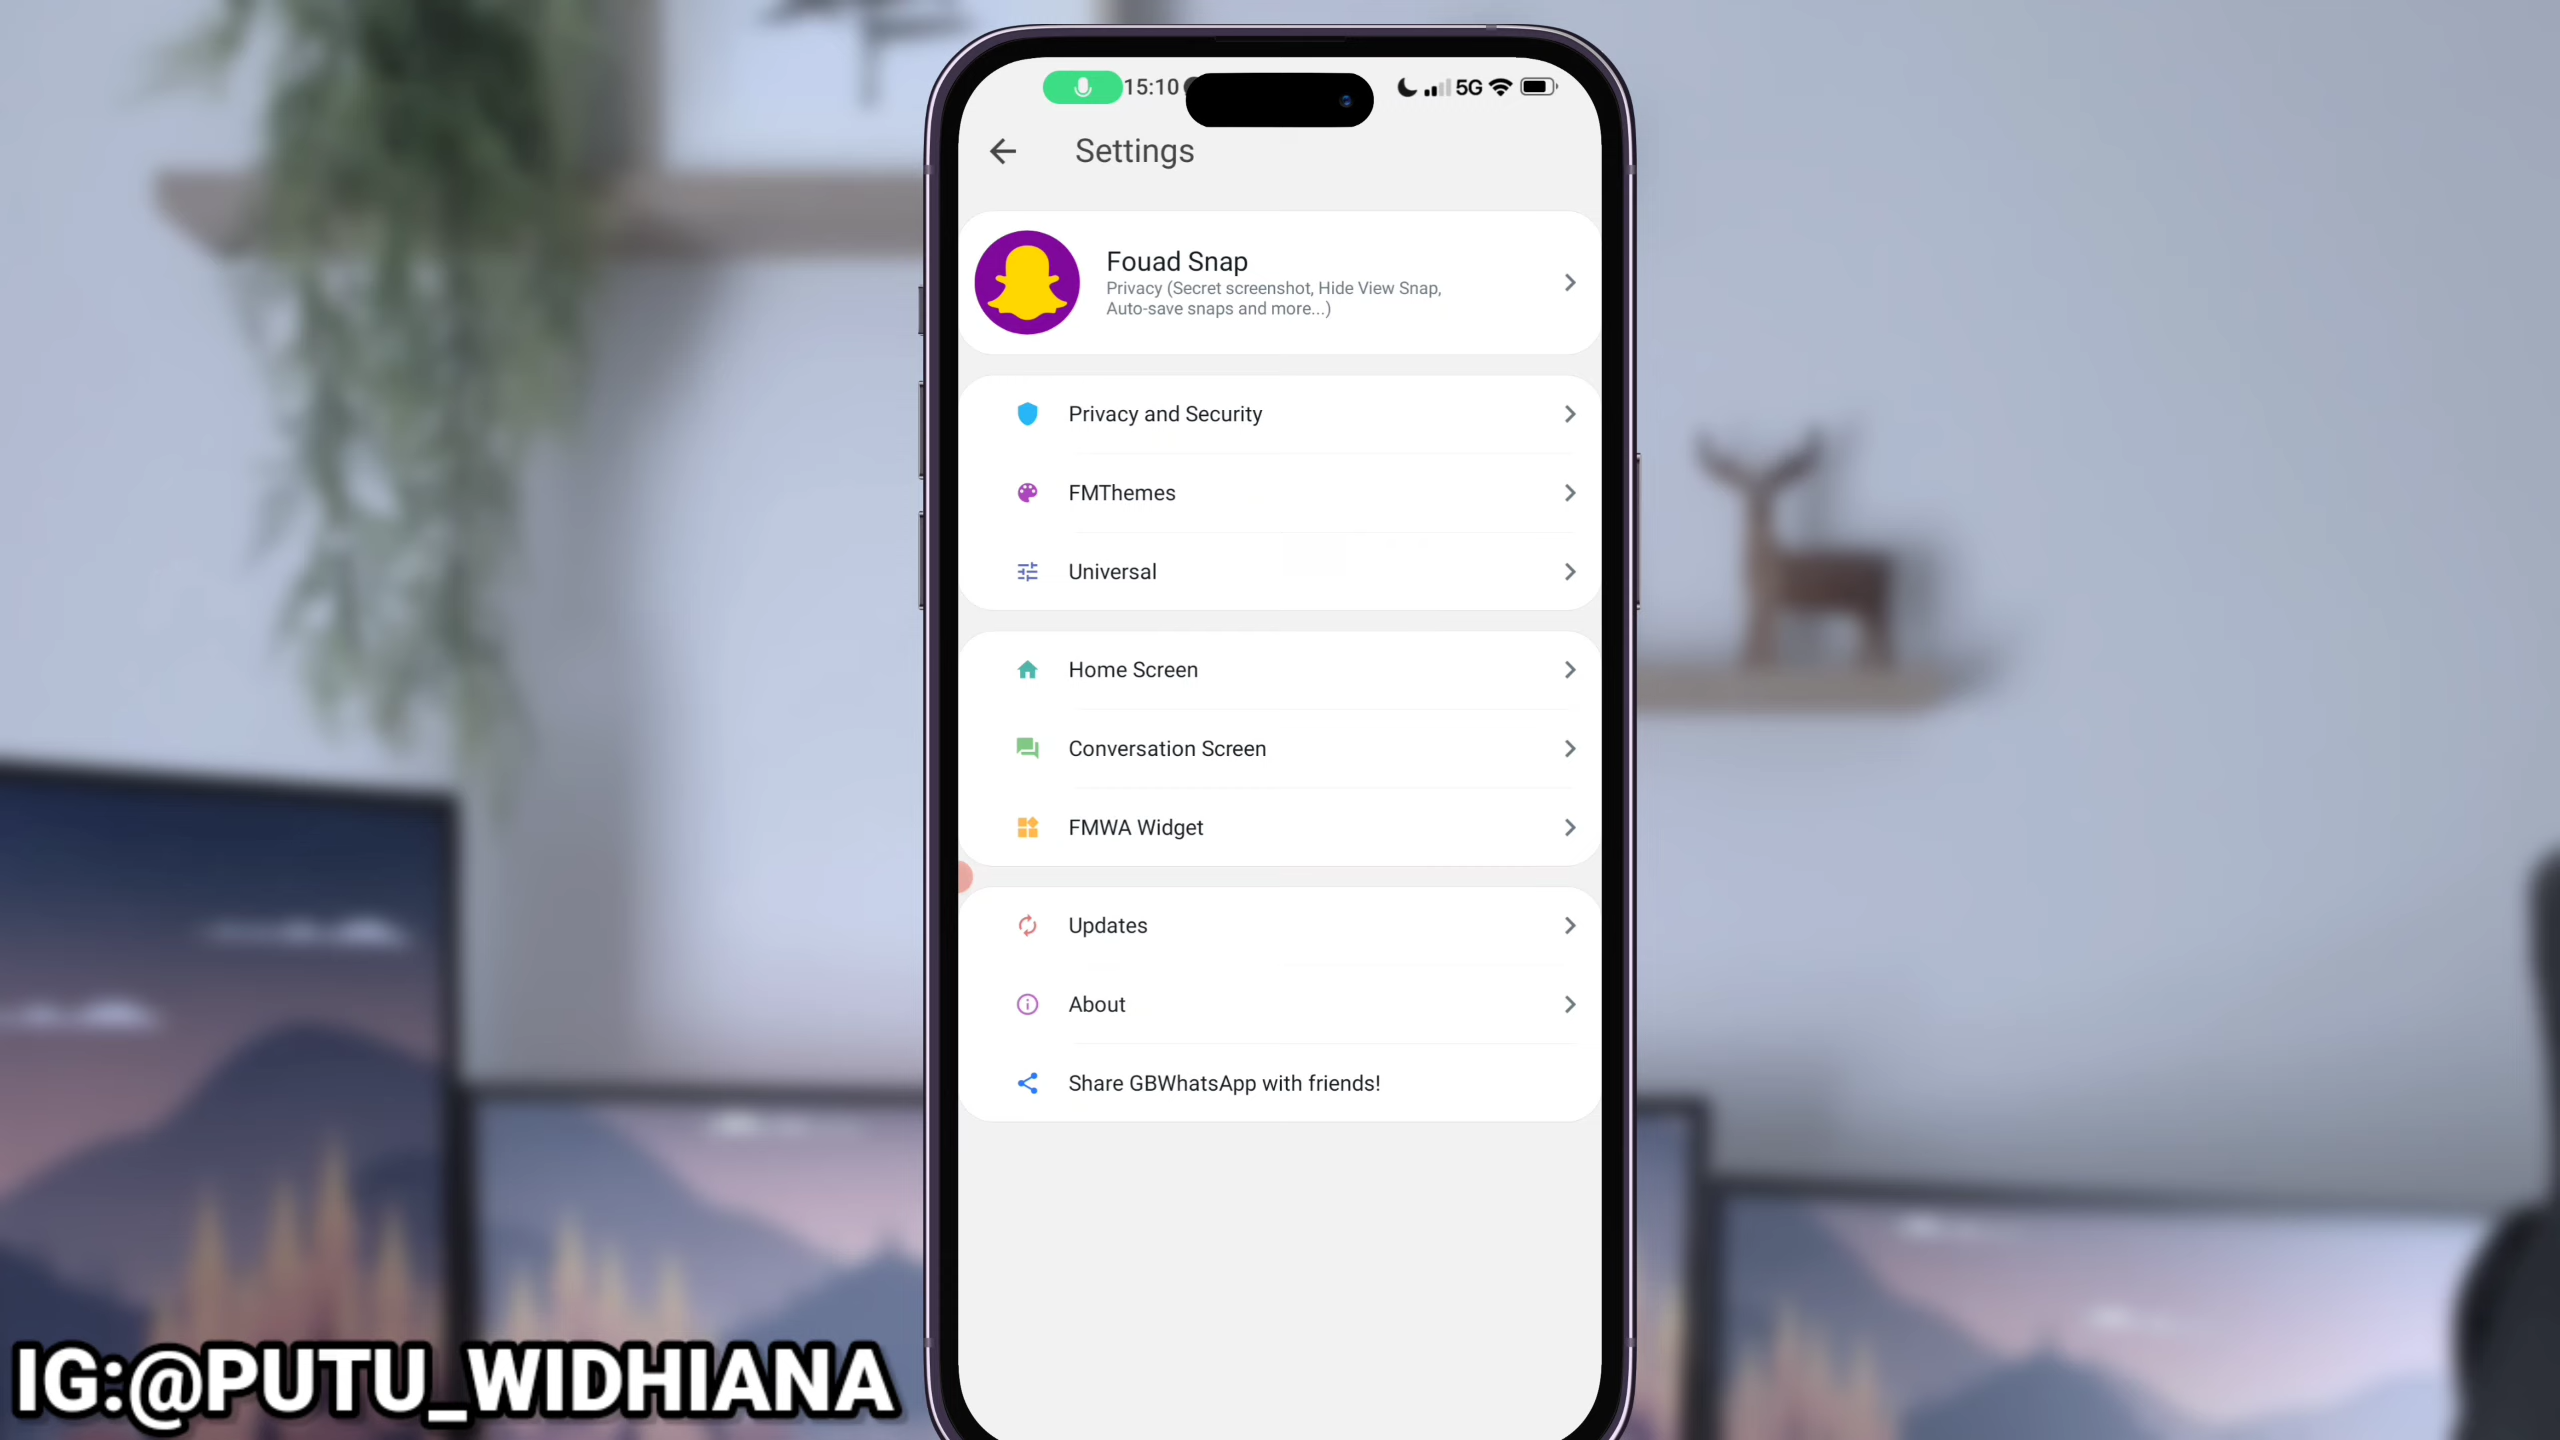 15:10
5G
Settings
Fouad Snap
Privacy (Secret screenshot, Hide View Snap,
Auto-save snaps and more...)
Privacy and Security
FMThemes
Universal
Home Screen
Conversation Screen
FMWA Widget
Updates
About
Share GBWhatsApp with friends!
IG:@PUTU_WIDHIANA